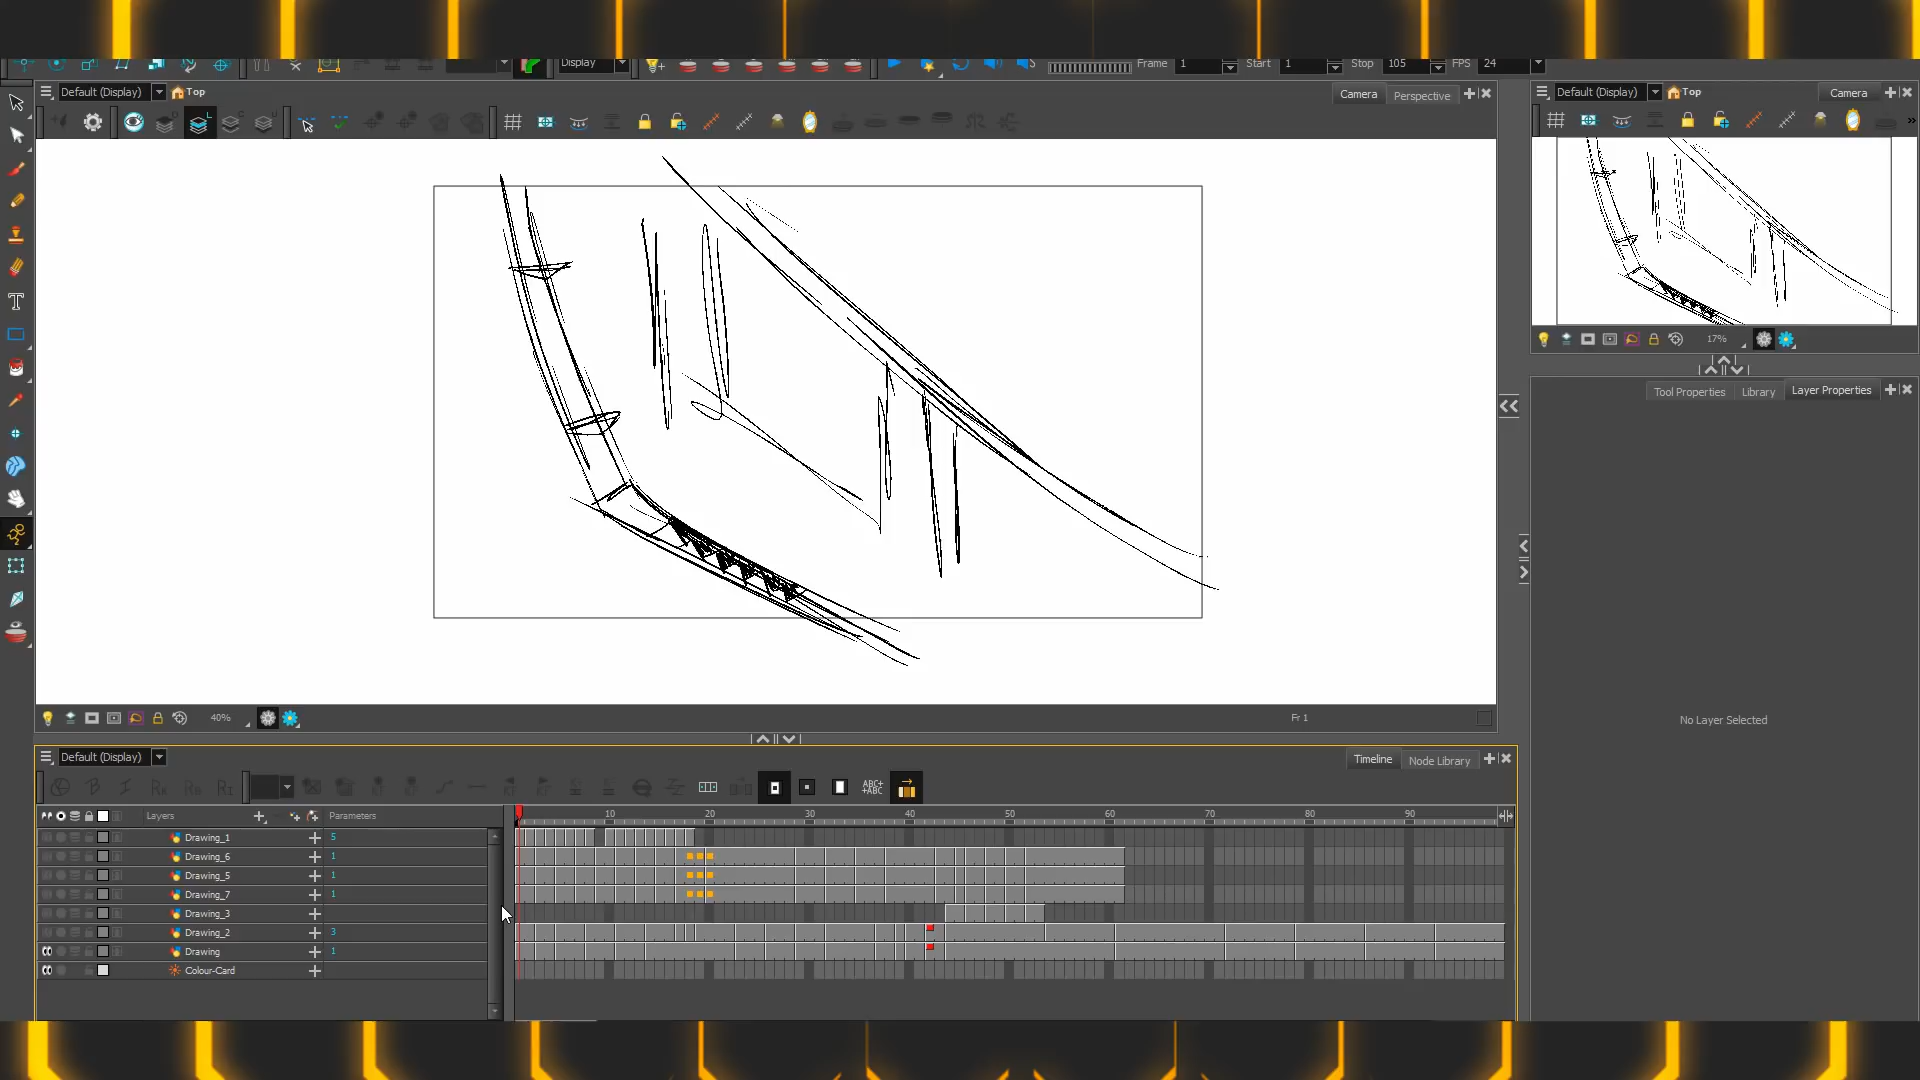 Display Frame 1 Start 1 Stop 105 FPS 24
Default (Display) Top Camera Perspective
Default (Display) Top Camera
17%
Tool Properties Library Layer Properties
No Layer Selected
40% Fr 1
Default (Display) Timeline Node Library
ABC+
+ABC
Layers Parameters 10 20 30 40 50 60 70 80 90
Drawing_1 5
Drawing_6 1
Drawing_5 1
Drawing_7 1
Drawing_3
Drawing_2 3
Drawing 1
Colour-Card